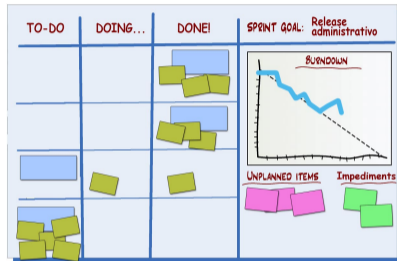 TO-DO
DOING...
DONE!
SPRINT GOAL: Release
administrativo
BURNDOWN
UNPLANNED ITEMS
Impediments